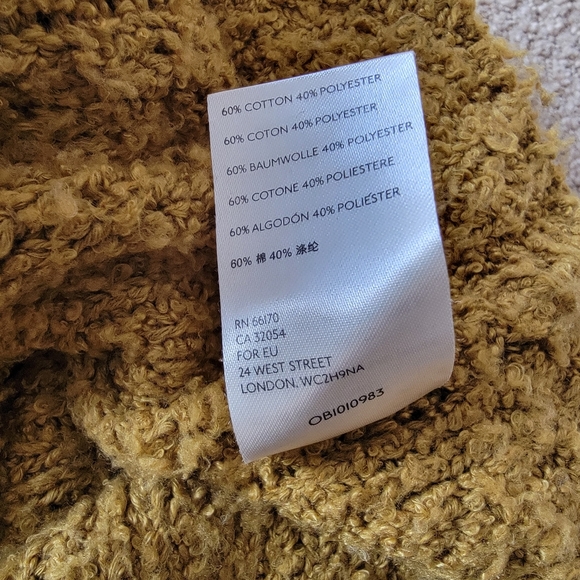 60% COTTON 40% POLYESTER
60% COTON 40% POLYESTER
60% BAUMWOLLE 40% POLYESTER
60% COTONE 40% POLIESTERE
60% ALGODÓN 40% POLIÉSTER
60% 棉 40% 涤纶
RN 66170
CA 32054
FOR EU
24 WEST STREET
LONDON, WC2H9NA
OB1010983